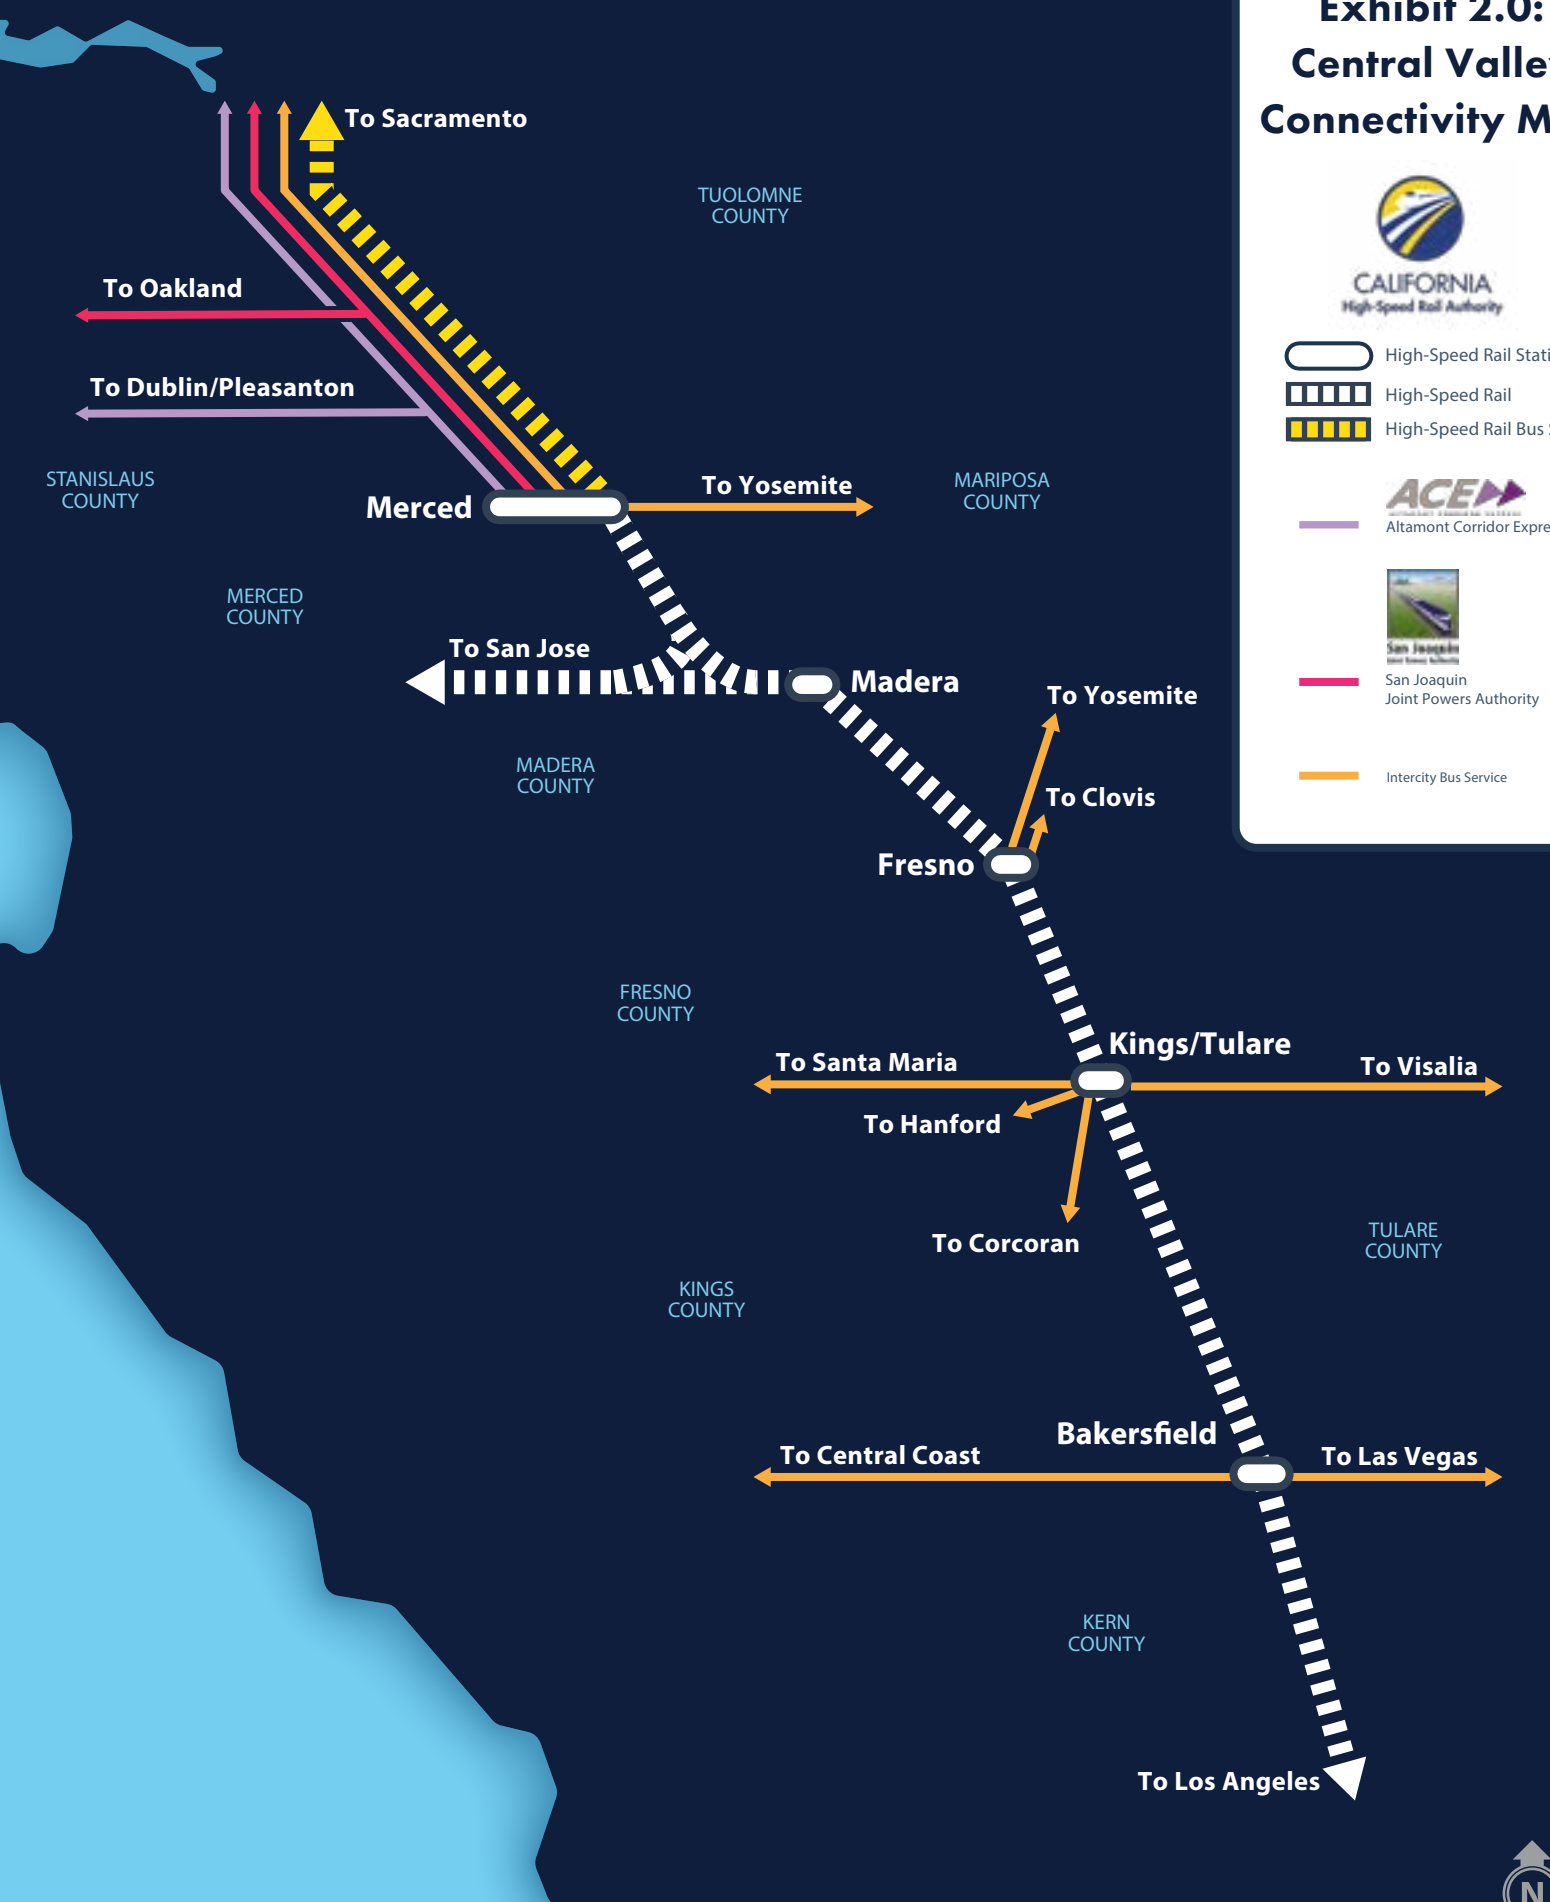 Exhibit 2.0:
Central Valle
Connectivity M
CALIFORNIA
High-Speed Rail Authority
High-Speed Rail Stati
High-Speed Rail
High-Speed Rail Bus
ACE
Altamont Corridor Expre
San Joaquin
Joint Powers Authority
San Joaquin
Joint Powers Authority
Intercity Bus Service
To Sacramento
TUOLOMNE
COUNTY
To Oakland
To Dublin/Pleasanton
STANISLAUS
COUNTY
Merced
To Yosemite
MARIPOSA
COUNTY
MERCED
COUNTY
To San Jose
Madera
To Yosemite
MADERA
COUNTY
To Clovis
Fresno
FRESNO
COUNTY
Kings/Tulare
To Santa Maria
To Visalia
To Hanford
To Corcoran
TULARE
COUNTY
KINGS
COUNTY
Bakersfield
To Central Coast
To Las Vegas
KERN
COUNTY
To Los Angeles
N